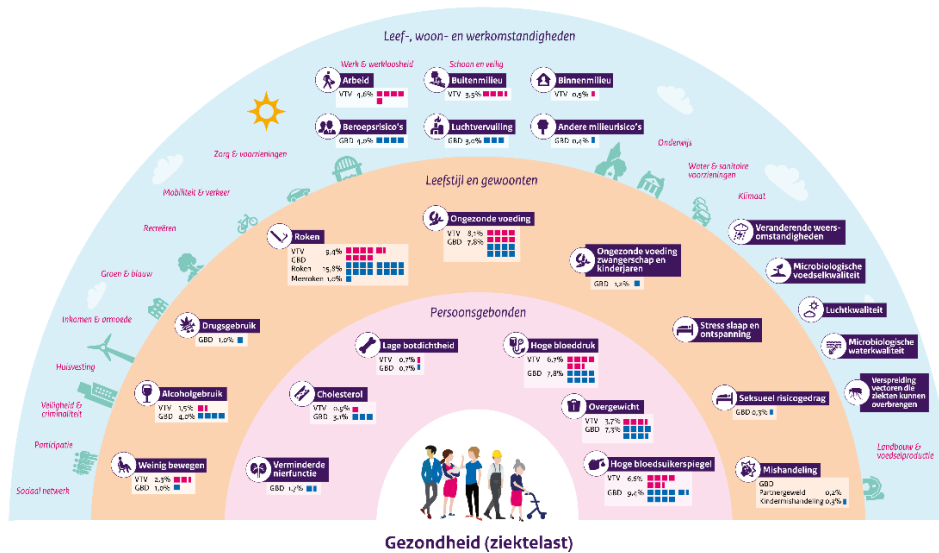 Leef-, woon- en werkomstandigheden
Werk & werkloosheid
Schoon en veilig
Arbeid
VTV 4,6%
Buitenmilieu
VTV 3,5%
Binnenmilieu
VTV 0,5%
Beroepsrisico's
GBD 4,0%
Luchtvervuiling
GBD 3,0%
Andere milieurisico's
GBD 0,4%
Zorg & voorzieningen
Onderwijs
Mobiliteit & verkeer
Water & sanitaire
voorzieningen
Klimaat
Recreëren
Groen & blauw
Inkomen & armoede
Huisvesting
Veiligheid &
criminaliteit
Participatie
Sociaal netwerk
Veranderende weers-
omstandigheden
Microbiologische
voedselkwaliteit
Luchtkwaliteit
Microbiologische
waterkwaliteit
Verspreiding
vectoren die
ziekten kunnen
overbrengen
Landbouw &
voedselproductie
Leefstijl en gewoonten
Roken
VTV 9,4%
GBD
Roken 15,8%
Meeroken 1,0%
Ongezonde voeding
VTV 8,1%
GBD 7,8%
Ongezonde voeding
zwangerschap en
kinderjaren
GBD 1,2%
Drugsgebruik
GBD 1,0%
Stress slaap en
ontspanning
Alcoholgebruik
VTV 1,5%
GBD 4,0%
Seksueel risicogedrag
GBD 0,3%
Weinig bewegen
VTV 2,3%
GBD 1,0%
Mishandeling
GBD
Partnergeweld 0,2%
Kindermishandeling 0,3%
Persoonsgebonden
Lage botdichtheid
VTV 0,7%
GBD 0,7%
Hoge bloeddruk
VTV 6,7%
GBD 7,8%
Cholesterol
VTV 0,9%
GBD 3,1%
Overgewicht
VTV 3,7%
GBD 7,3%
Verminderde
nierfunctie
GBD 1,7%
Hoge bloedsuikerspiegel
VTV
GBD 9,4%
Gezondheid (ziektelast)